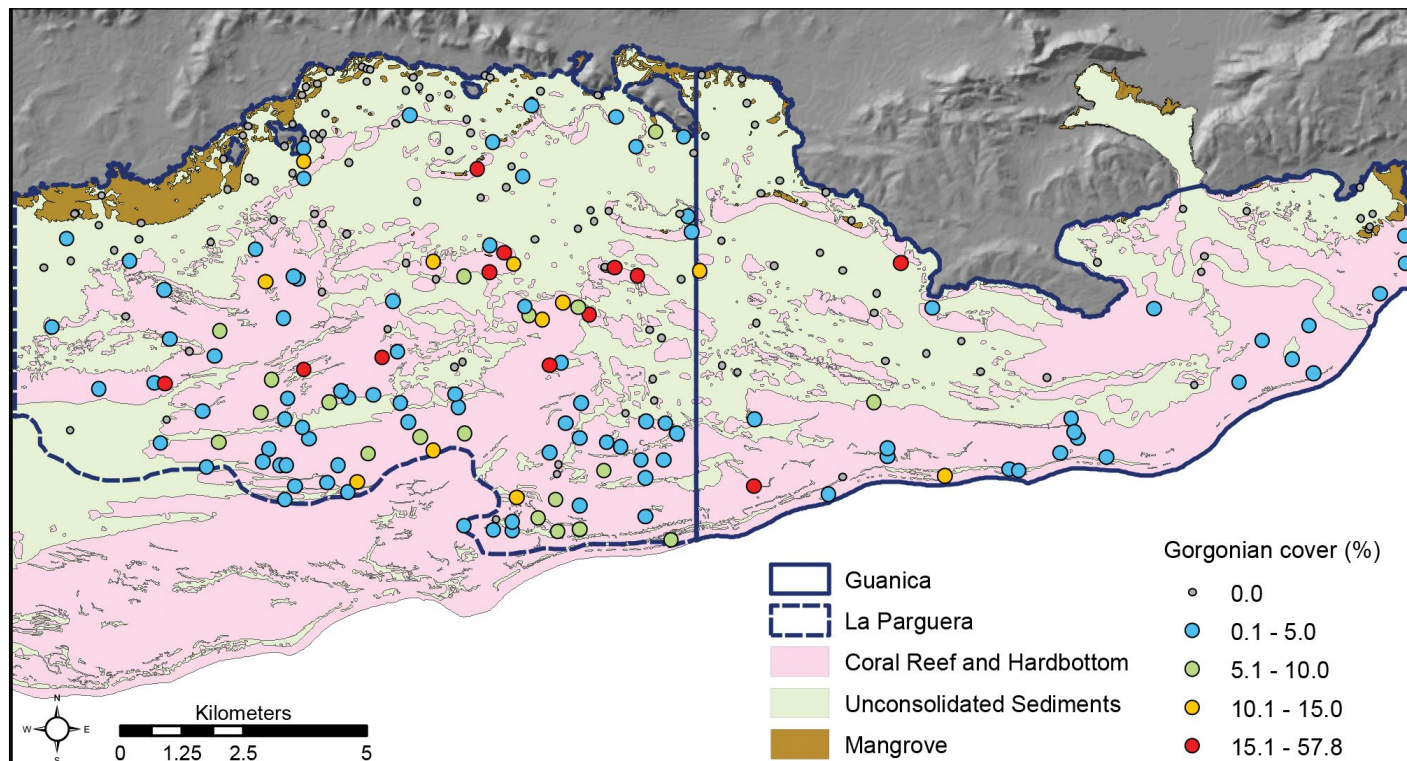 Guanica
La Parguera
Coral Reef and Hardbottom
Unconsolidated Sediments
Mangrove
Gorgonian cover (%)
0.0
0.1 - 5.0
5.1 - 10.0
10.1 - 15.0
15.1 - 57.8
N
W E
S
Kilometers
0 1.25 2.5 5